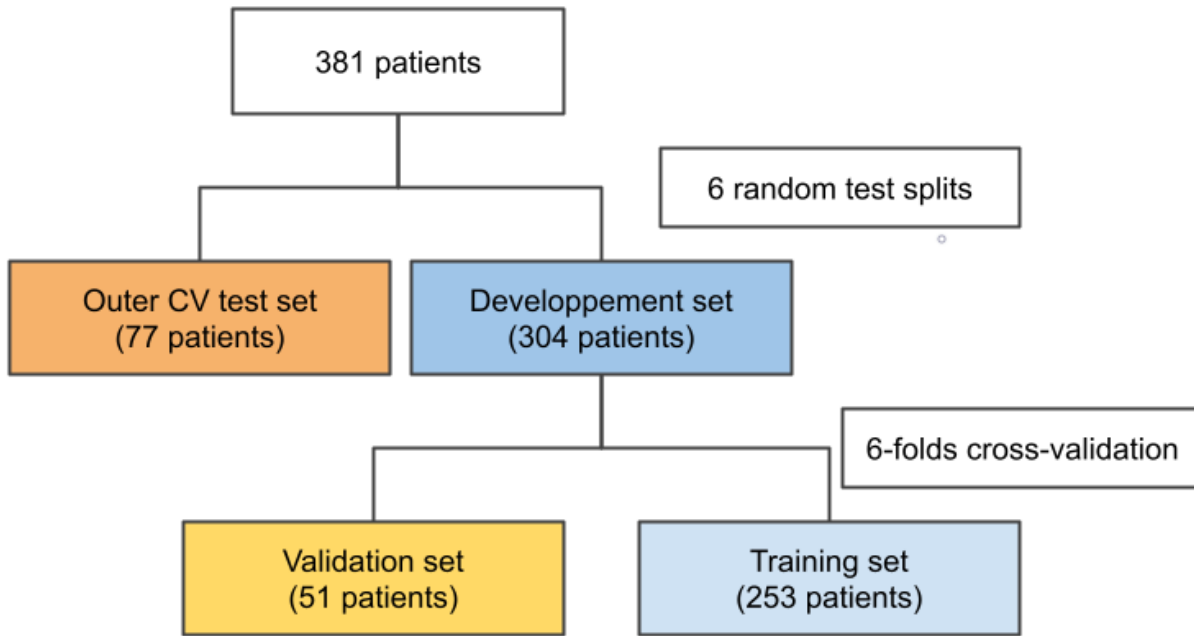 381 patients
6 random test splits
Outer CV test set
(77 patients)
Developpement set
(304 patients)
6-folds cross-validation
Validation set
(51 patients)
Training set
(253 patients)